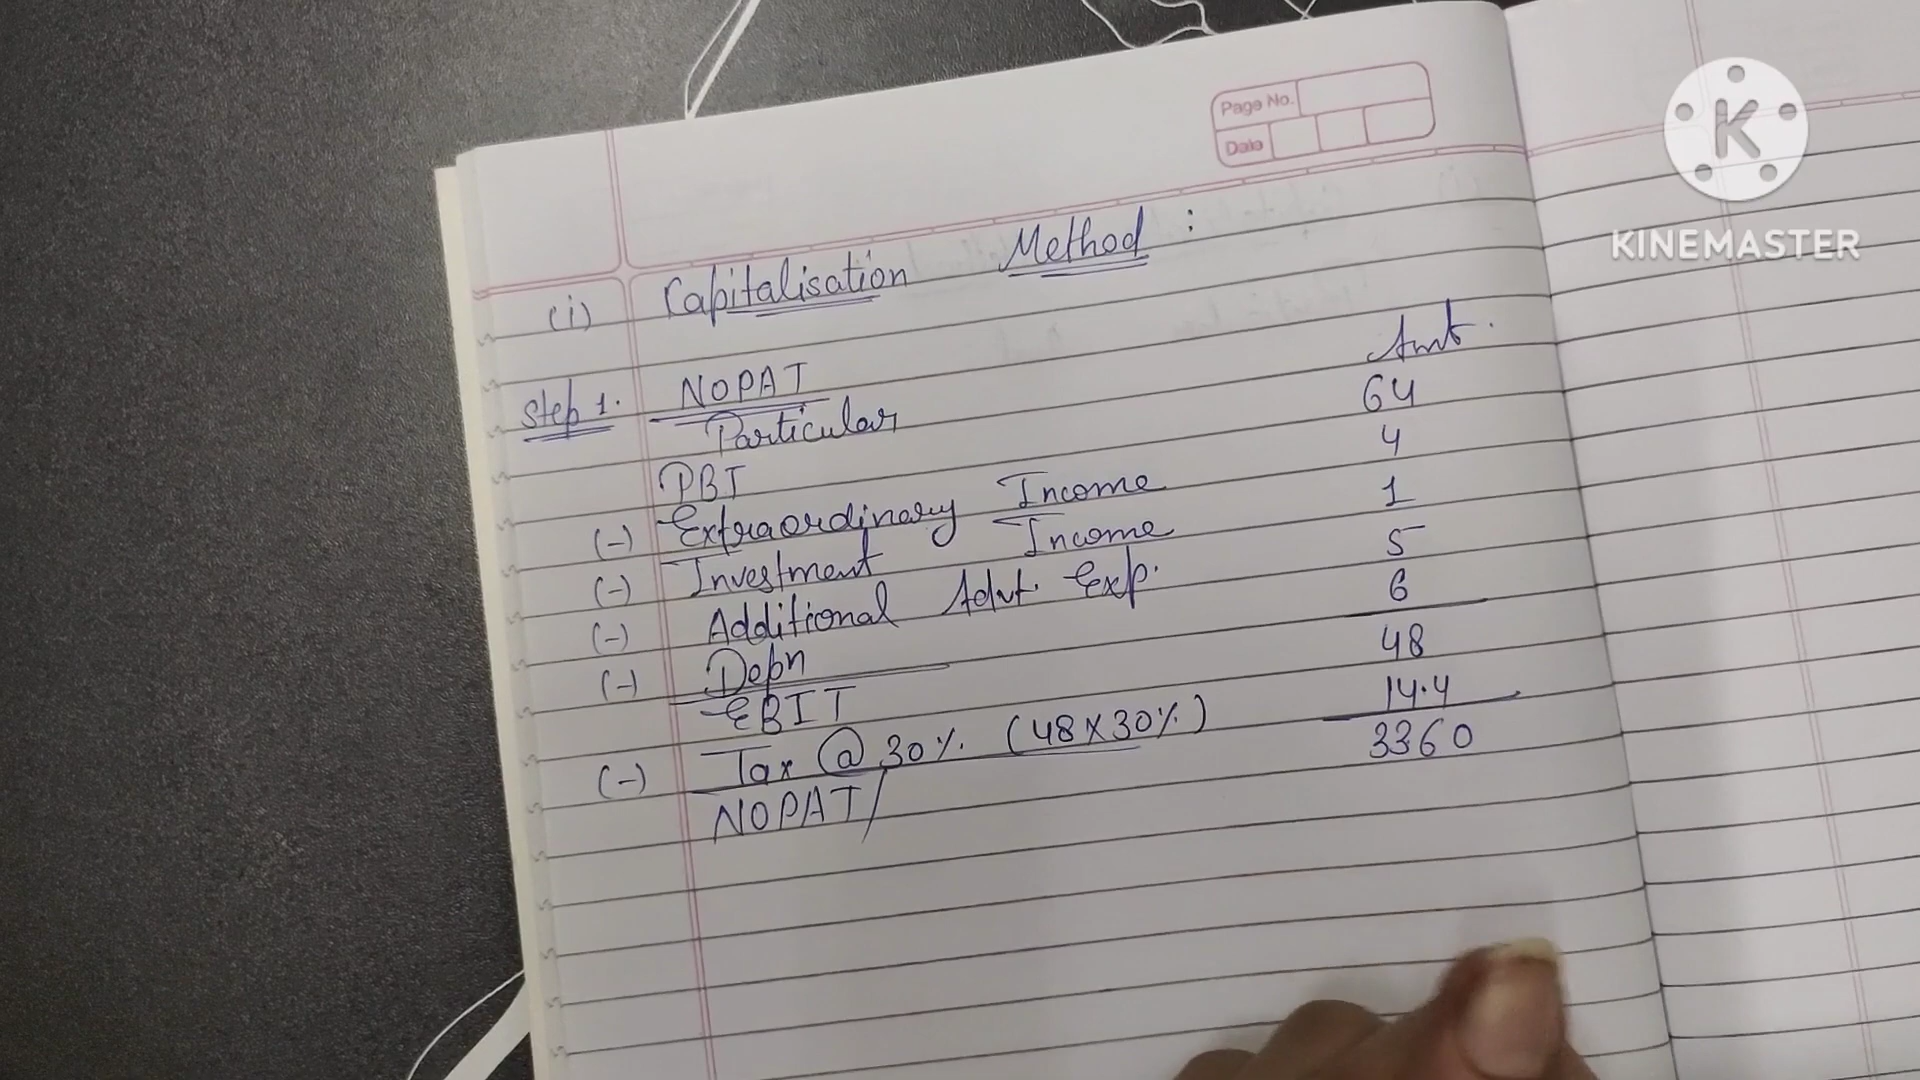 Page No.
Date
K
KINEMASTER
(i) Capitalisation Method :
Step 1. NOPAT
Particular Amt.
PBT 64
(-) Extraordinary Income 4
(-) Investment Income 1
(-) Additional Advt. Exp. 5
(-) Depn 6
EBIT 48
(-) Tax @ 30%. (48 X 30%.) 14.4
NOPAT/ 3360